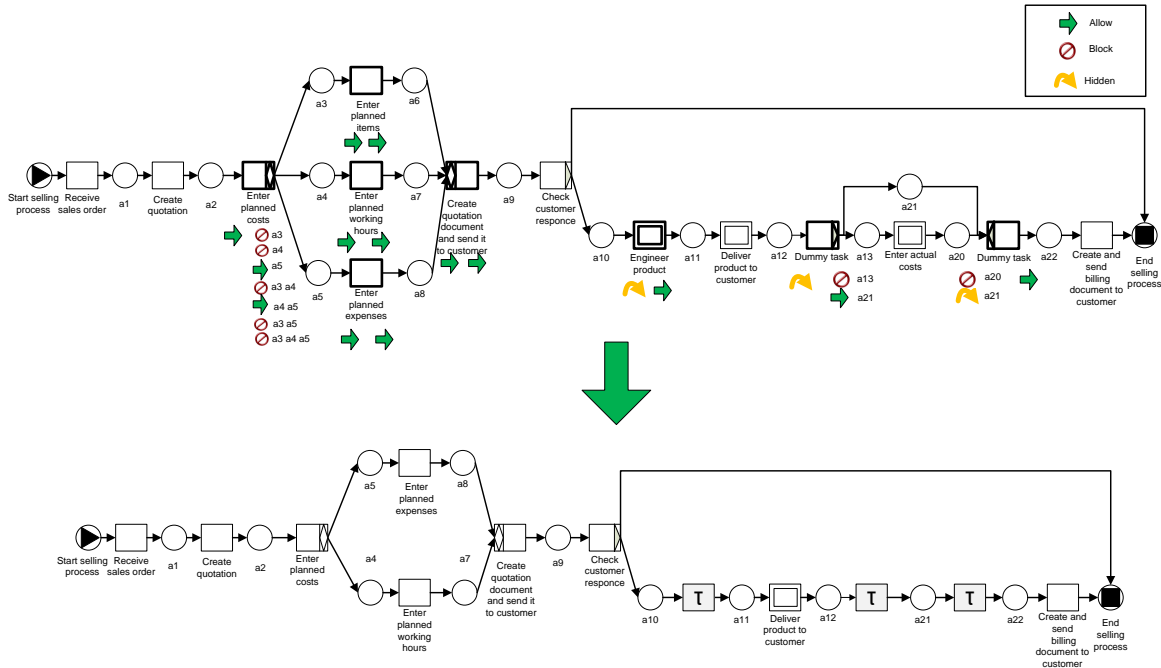 Allow
Block
Hidden
a3
a6
Enter
planned
items
Start selling
process
Receive
sales order
a1
Create
quotation
a2
Enter
planned
costs
a4
Enter
planned
working
hours
a7
Create
quotation
document
and send it
to customer
a9
Check
customer
responce
a3
a4
a5
a3 a4
a4 a5
a3 a5
a3 a4 a5
a5
Enter
planned
expenses
a8
a10
Engineer
product
a11
Deliver
product to
customer
a12
Dummy task
a13
a21
a13
Enter actual
costs
a20
a21
Dummy task
a20
a21
a22
Create and
send
billing
document to
customer
End
selling
process
Start selling
process
Receive
sales order
a1
Create
quotation
a2
Enter
planned
costs
a5
Enter
planned
expenses
a8
a4
Enter
planned
working
hours
a7
Create
quotation
document
and send it
to customer
a9
Check
customer
responce
a10
τ
a11
Deliver
product to
customer
a12
τ
a21
τ
a22
Create and
send
billing
document to
customer
End
selling
process